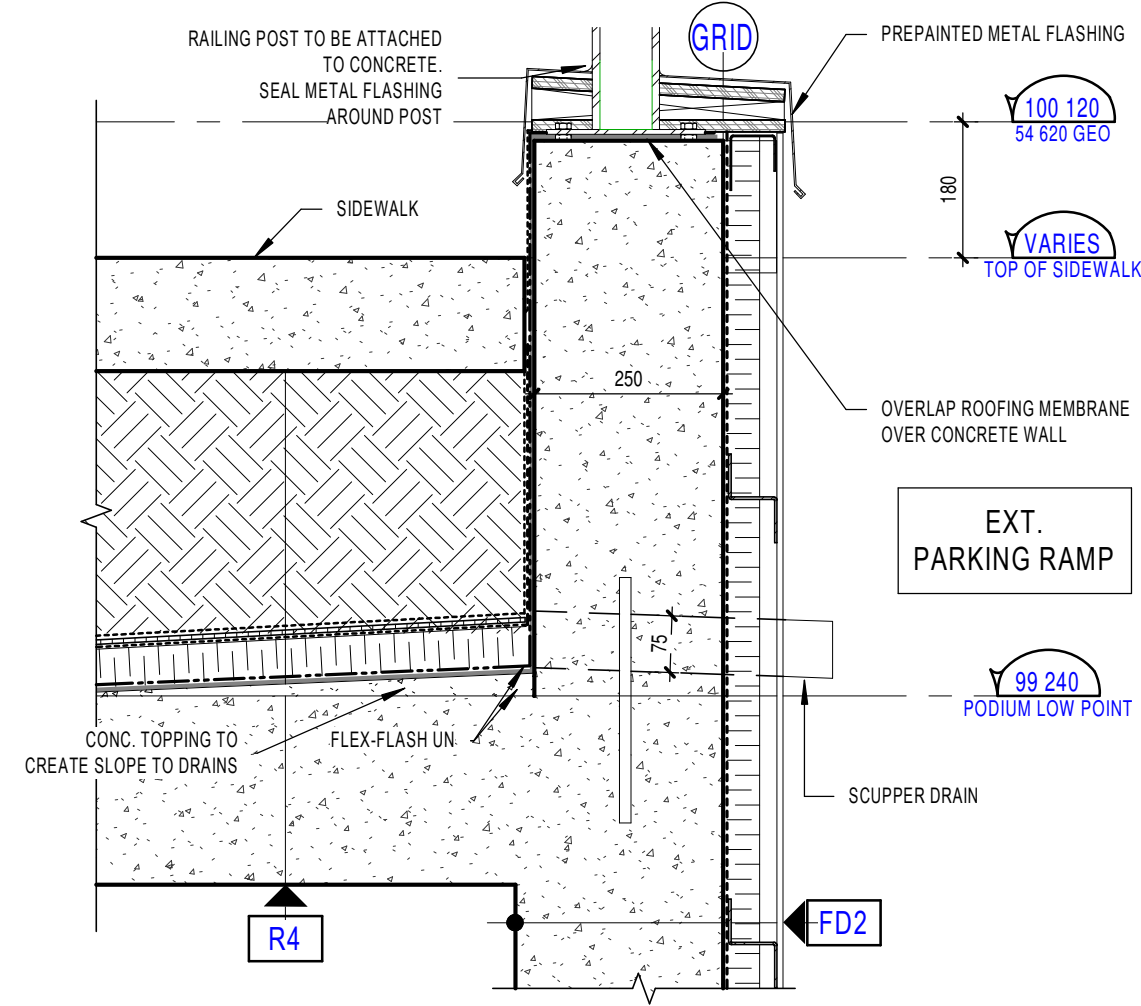 RAILING POST TO BE ATTACHED
TO CONCRETE.
SEAL METAL FLASHING
AROUND POST
GRID
PREPAINTED METAL FLASHING
100 120
54 620 GEO
180
SIDEWALK
VARIES
TOP OF SIDEWALK
250
OVERLAP ROOFING MEMBRANE
OVER CONCRETE WALL
EXT.
PARKING RAMP
75
99 240
PODIUM LOW POINT
CONC. TOPPING TO
CREATE SLOPE TO DRAINS
FLEX-FLASH UN
SCUPPER DRAIN
R4
FD2